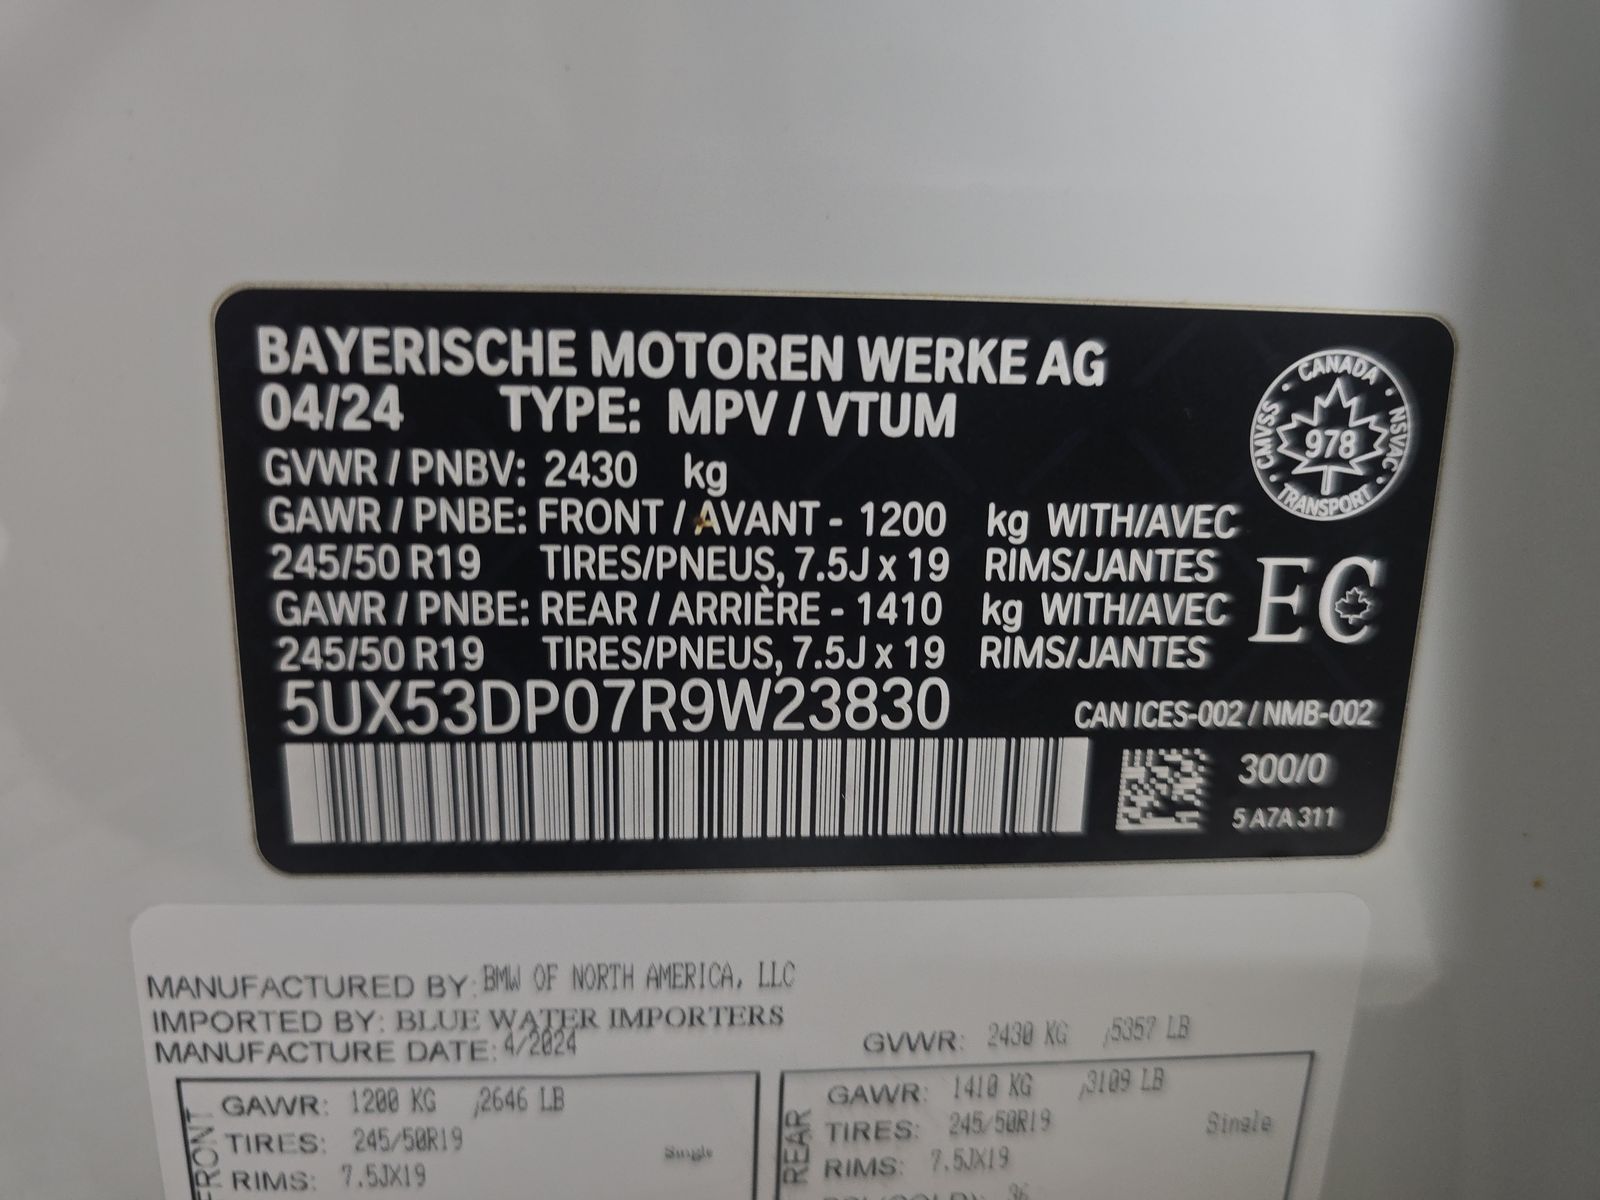 BAYERISCHE MOTOREN WERKE AG
04/24 TYPE: MPV / VTUM
GVWR / PNBV: 2430 kg
GAWR / PNBE: FRONT / AVANT - 1200 kg WITH/AVEC
245/50 R19 TIRES/PNEUS, 7.5J x 19 RIMS/JANTES
GAWR / PNBE: REAR / ARRIÈRE - 1410 kg WITH/AVEC
245/50 R19 TIRES/PNEUS, 7.5J x 19 RIMS/JANTES
5UX53DP07R9W23830
CANADA
CMVSS 978 NSVAC
TRANSPORT
EC
CAN ICES-002 / NMB-002
300/0
5 A7A 311
MANUFACTURED BY: BMW OF NORTH AMERICA, LLC
IMPORTED BY: BLUE WATER IMPORTERS
MANUFACTURE DATE: 4/2024
GVWR: 2430 KG /5357 LB
FRONT
GAWR: 1200 KG /2646 LB
TIRES: 245/50R19
Single
RIMS: 7.5JX19
REAR
GAWR: 1410 KG /3109 LB
TIRES: 245/50R19
Single
RIMS: 7.5JX19